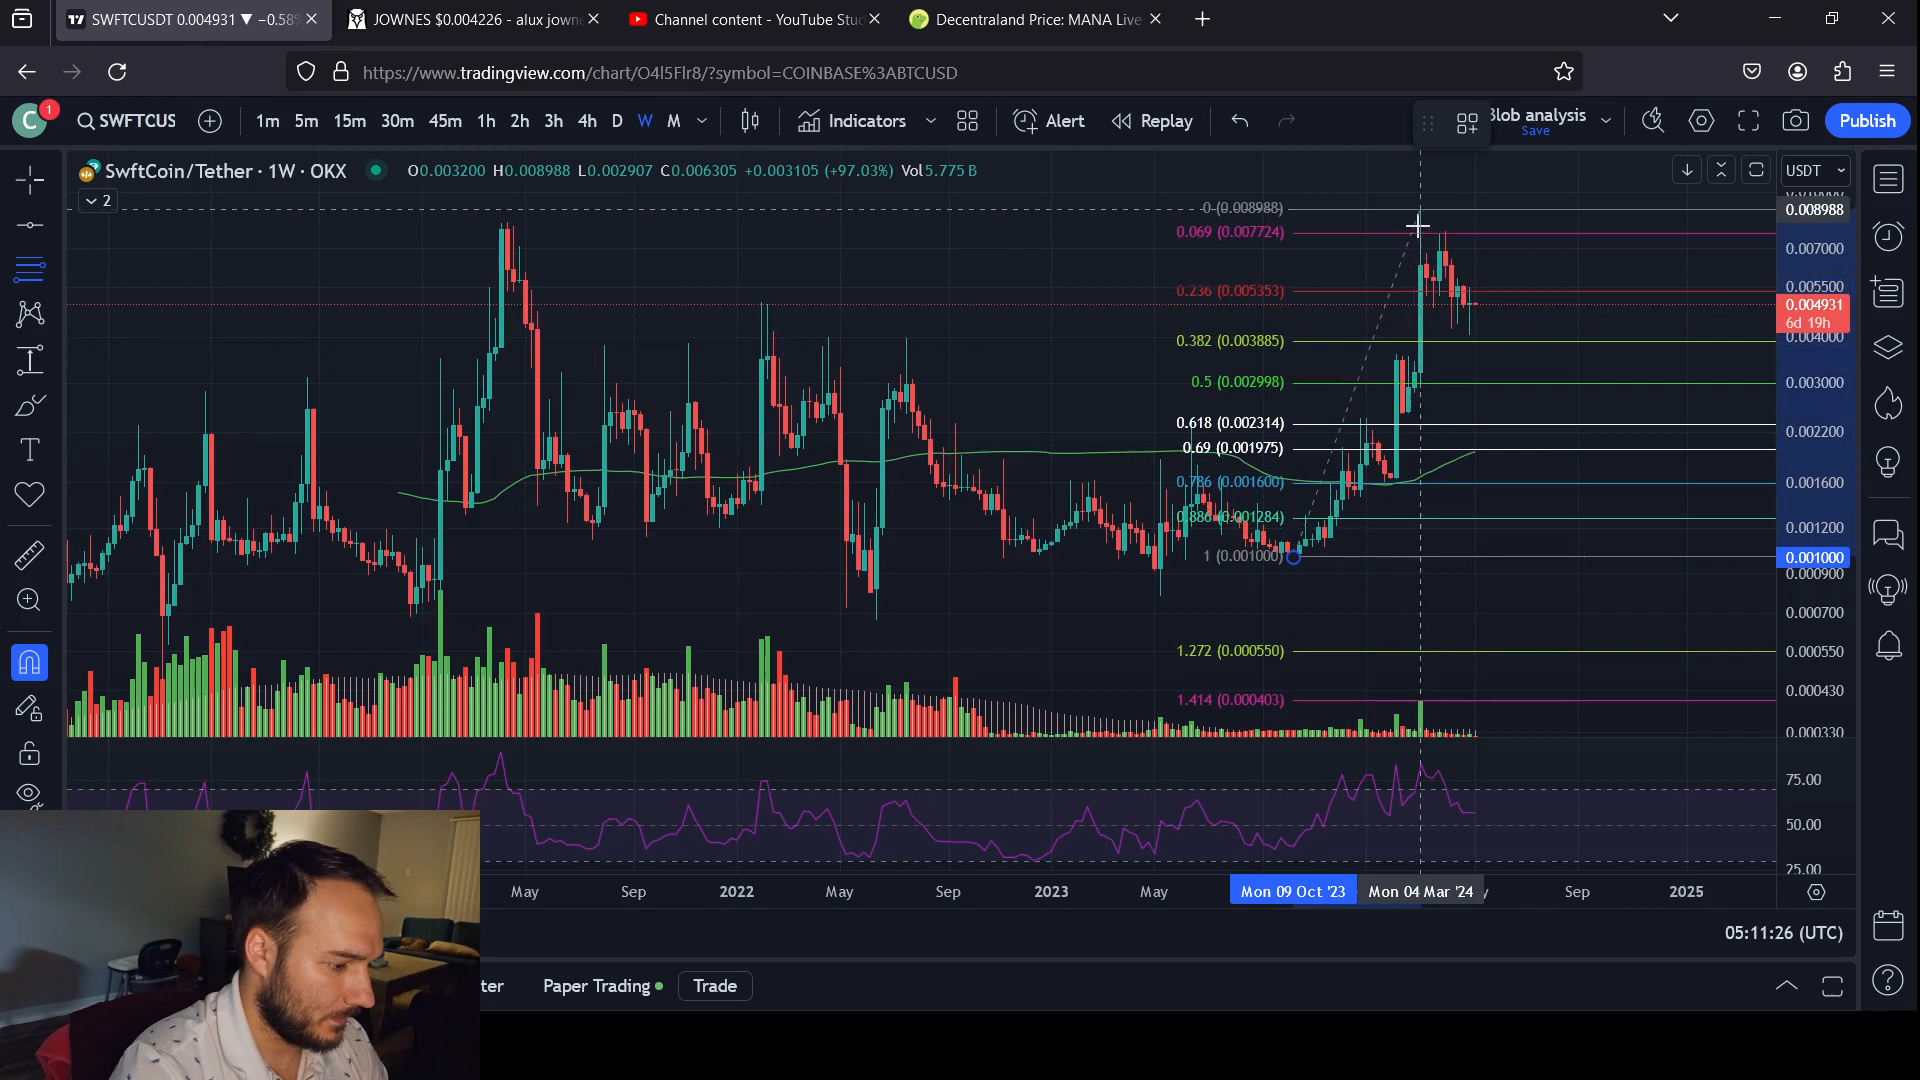 SWFTCUSDT 0.004931 ▼ −0.58%
JOWNES $0.004226 - alux jown
Channel content - YouTube Stud
Decentraland Price: MANA Live
https://www.tradingview.com/chart/O4l5Flr8/?symbol=COINBASE%3ABTCUSD
C 1 SWFTCUS 1m 5m 15m 30m 45m 1h 2h 3h 4h D W M Indicators Alert Replay Blob analysis Save Publish
SwftCoin/Tether · 1W · OKX O0.003200 H0.008988 L0.002907 C0.006305 +0.003105 (+97.03%) Vol5.775 B USDT
2
0 (0.008988) 0.008988
0.069 (0.007724)
0.007000
0.236 (0.005353) 0.005500
0.004931
6d 19h
0.382 (0.003885) 0.004000
0.5 (0.002998) 0.003000
0.618 (0.002314) 0.002200
0.69 (0.001975)
0.786 (0.001600) 0.001600
0.886 (0.001284) 0.001200
1 (0.001000) 0.001000
0.000900
0.000700
1.272 (0.000550) 0.000550
0.000430
1.414 (0.000403)
0.000330
75.00
50.00
25.00
May Sep 2022 May Sep 2023 May Mon 09 Oct '23 Mon 04 Mar '24 Sep 2025
05:11:26 (UTC)
ter Paper Trading Trade